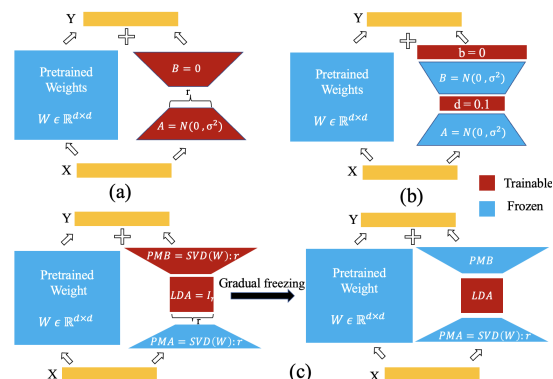 Y
Pretrained
Weights
W ϵ ℝ^{d×d}
B = 0
r
A = N(0, σ²)
X
(a)
Y
Pretrained
Weights
W ϵ ℝ^{d×d}
b = 0
B = N(0, σ²)
d = 0.1
A = N(0, σ²)
X
(b)
Trainable
Frozen
Y
Pretrained
Weight
W ϵ ℝ^{d×d}
PMB = SVD(W): r
LDA = I_r
r
PMA = SVD(W): r
X
Gradual freezing
(c)
Y
Pretrained
Weight
W ϵ ℝ^{d×d}
PMB
LDA
PMA = SVD(W): r
X